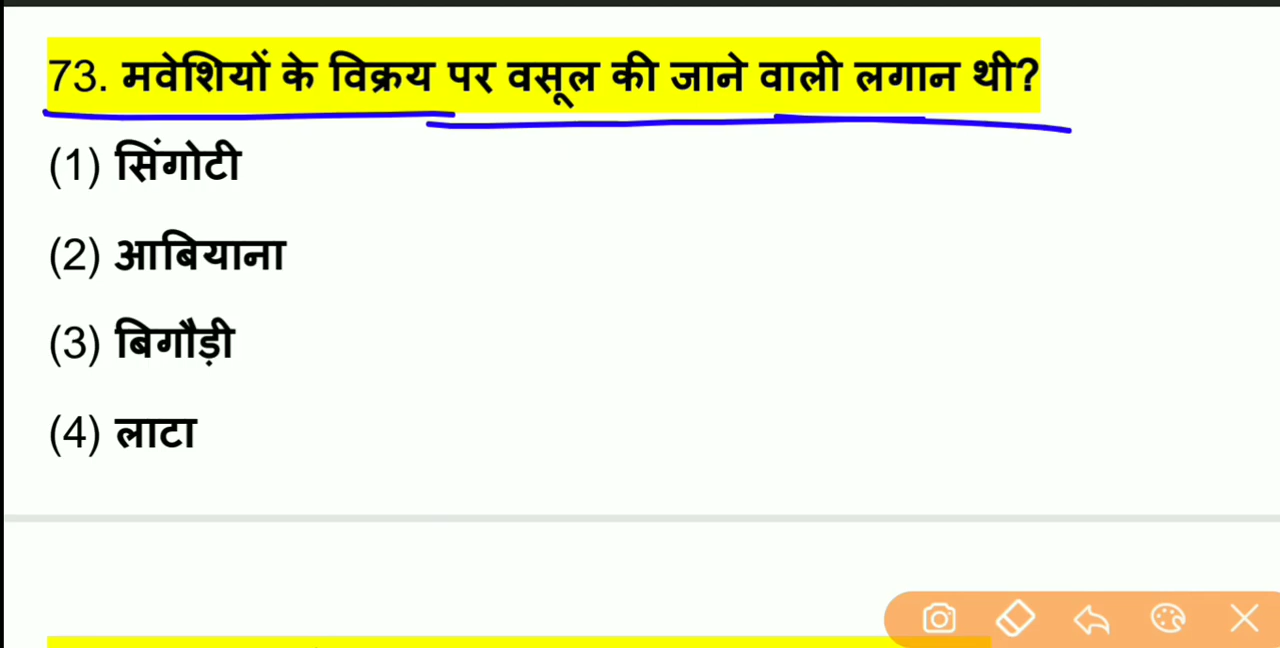 73. मवेशियों के विक्रय पर वसूल की जाने वाली लगान थी?
(1) सिंगोटी
(2) आबियाना
(3) बिगौड़ी
(4) लाटा